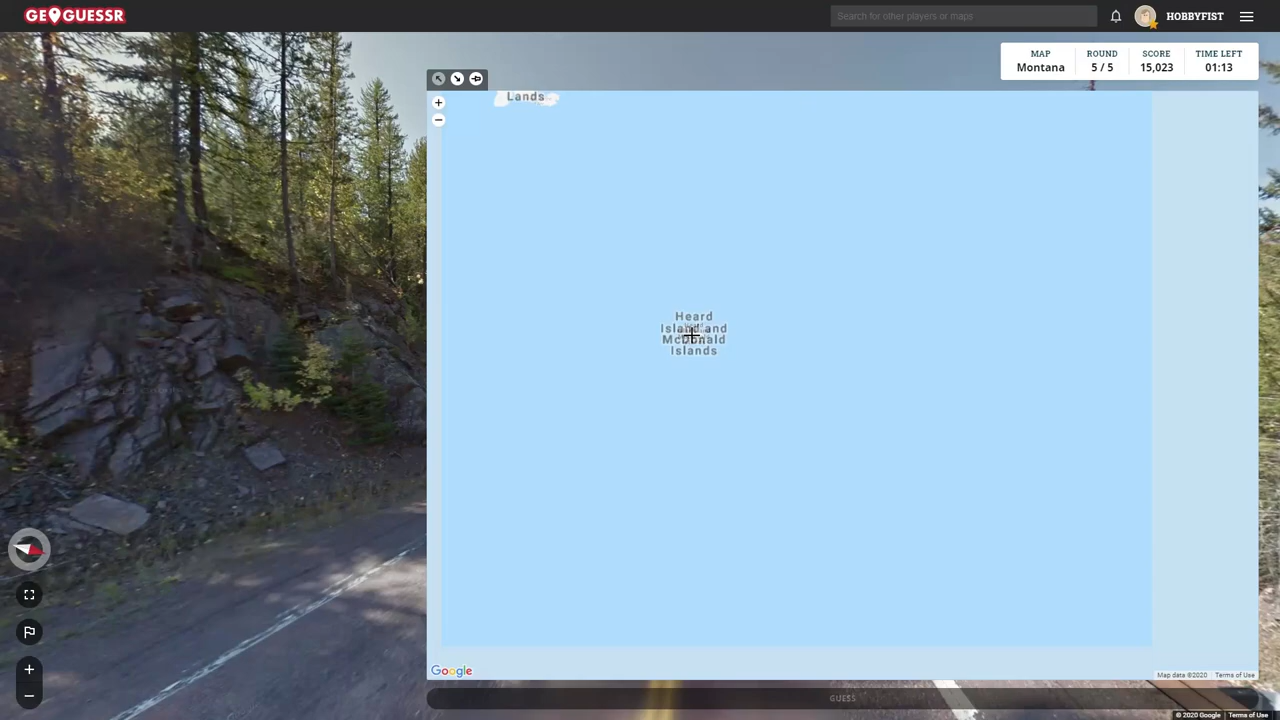 GEOGUESSR
Search for other players or maps
HOBBYFIST
MAP
Montana
ROUND
5 / 5
SCORE
15,023
TIME LEFT
01:13
Lands
Heard
Island and
McDonald
Islands
Google
Map data ©2020
Terms of Use
GUESS
© 2020 Google
Terms of Use